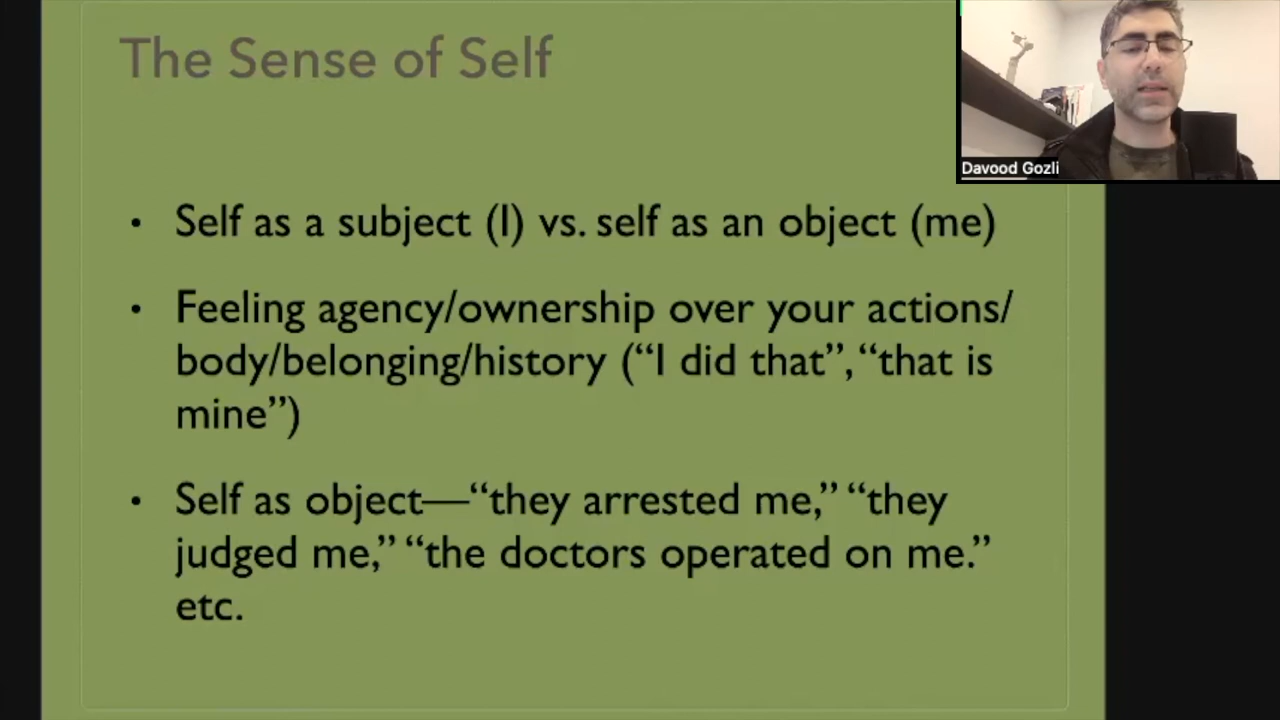 The Sense of Self
Davood Gozli
• Self as a subject (I) vs. self as an object (me)
• Feeling agency/ownership over your actions/
body/belonging/history (“I did that”, “that is
mine”)
• Self as object—“they arrested me,” “they
judged me,” “the doctors operated on me.”
etc.